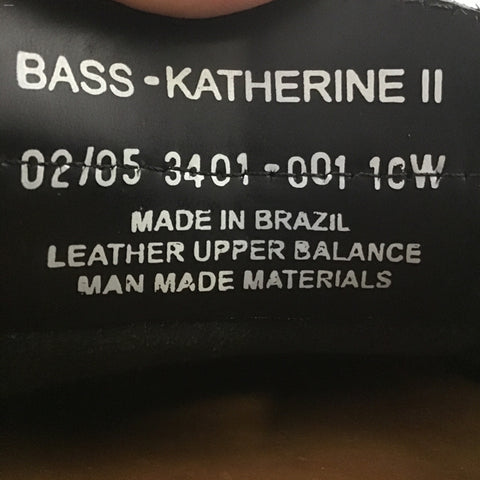 BASS-KATHERINE II
02/05 3401-001 10W
MADE IN BRAZIL
LEATHER UPPER BALANCE
MAN MADE MATERIALS